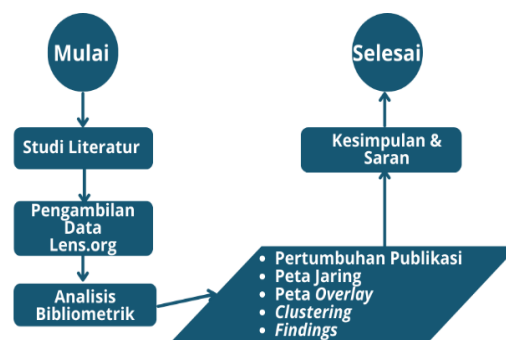 Mulai
Studi Literatur
Pengambilan
Data
Lens.org
Analisis
Bibliometrik
• Pertumbuhan Publikasi
• Peta Jaring
• Peta Overlay
• Clustering
• Findings
Kesimpulan &
Saran
Selesai